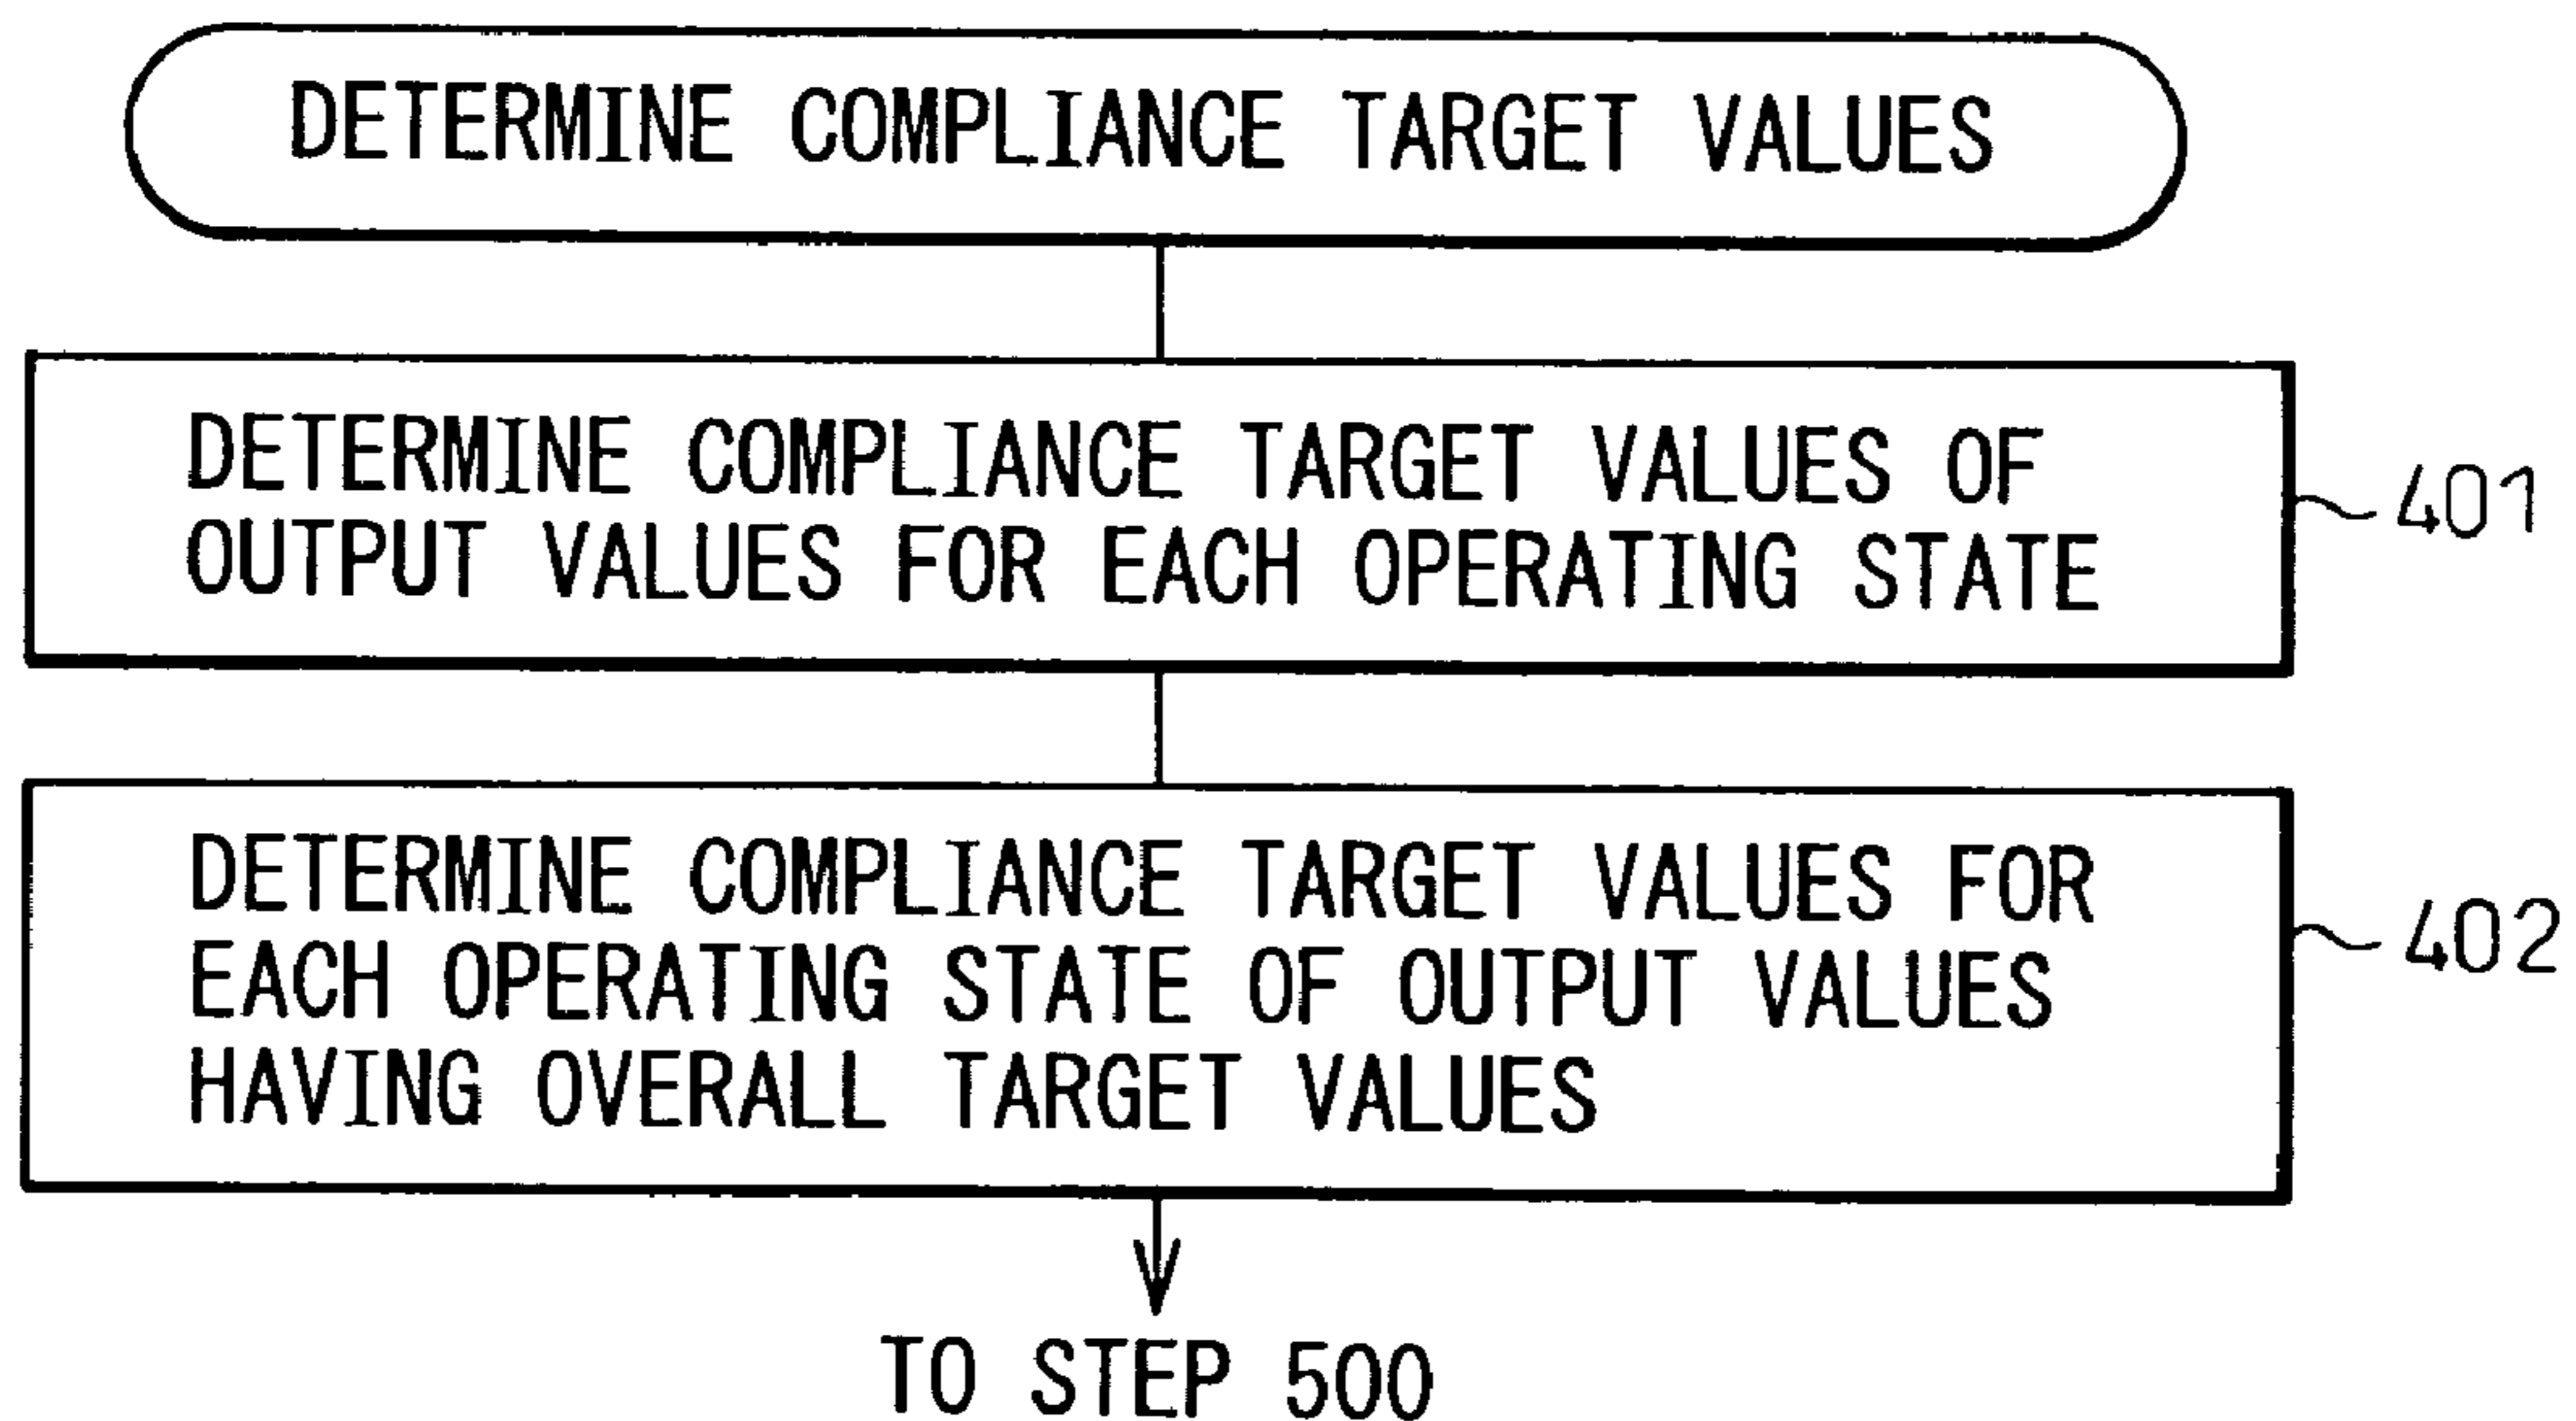 DETERMINE COMPLIANCE TARGET VALUES
DETERMINE COMPLIANCE TARGET VALUES OF
OUTPUT VALUES FOR EACH OPERATING STATE
401
DETERMINE COMPLIANCE TARGET VALUES FOR
EACH OPERATING STATE OF OUTPUT VALUES
HAVING OVERALL TARGET VALUES
402
TO STEP 500